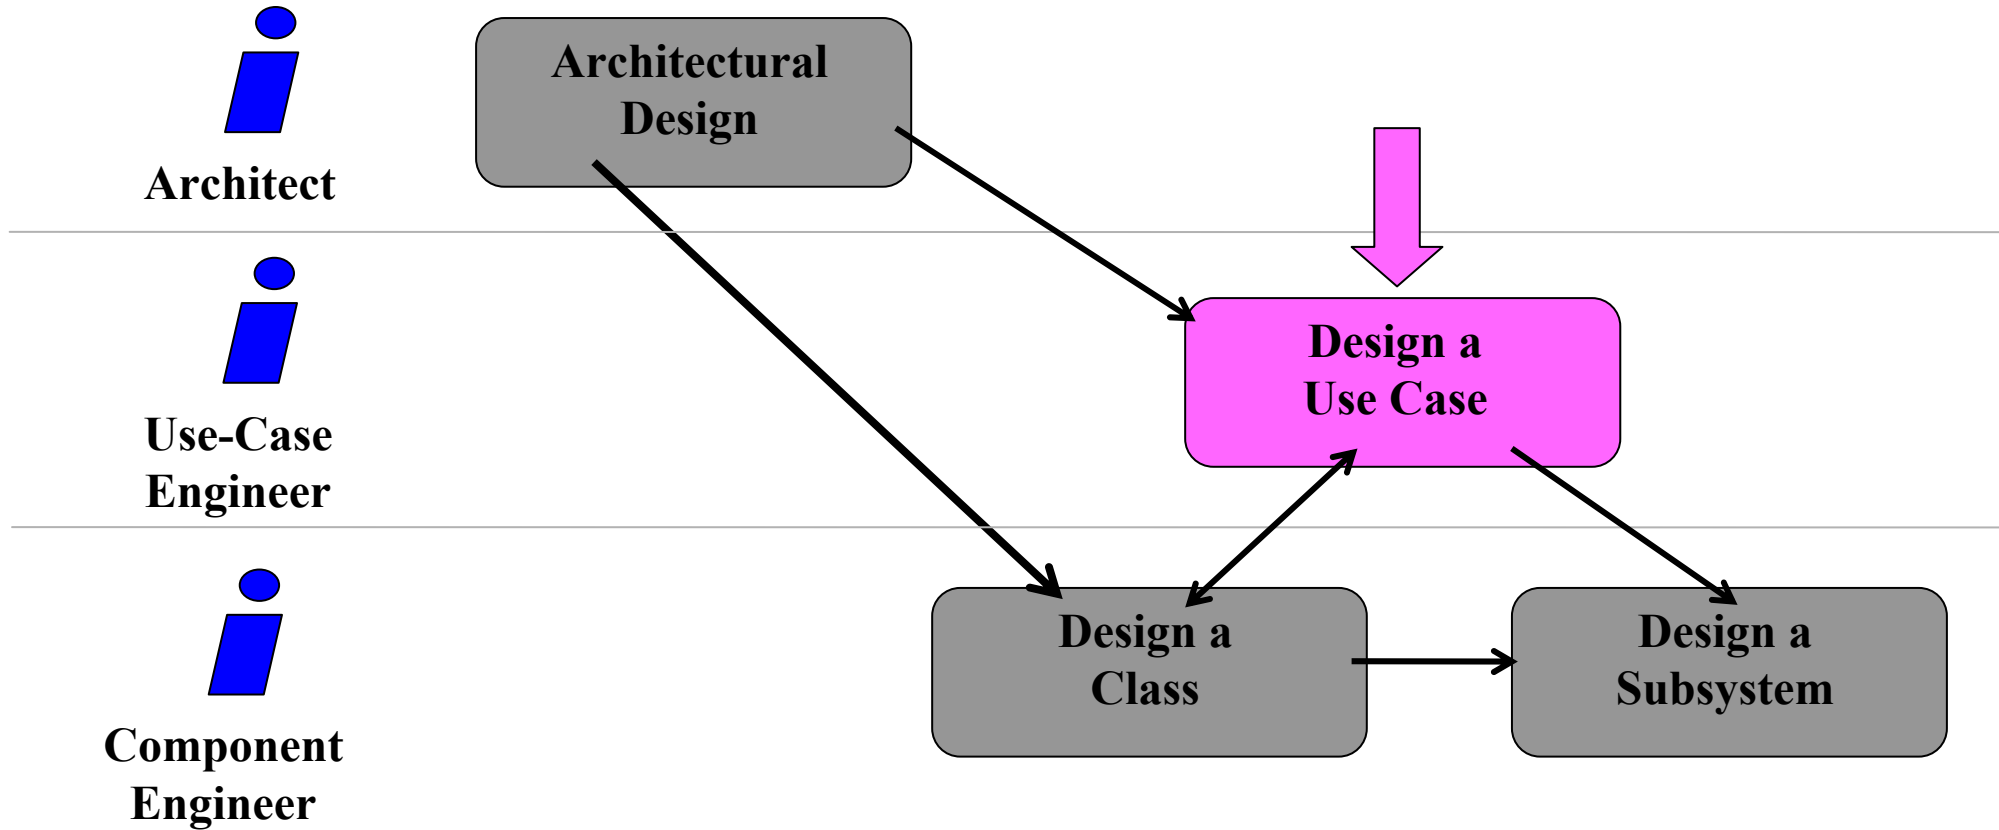 Architectural
Design
Architect
Design a
Use Case
Use-Case
Engineer
Design a
Class
Design a
Subsystem
Component
Engineer